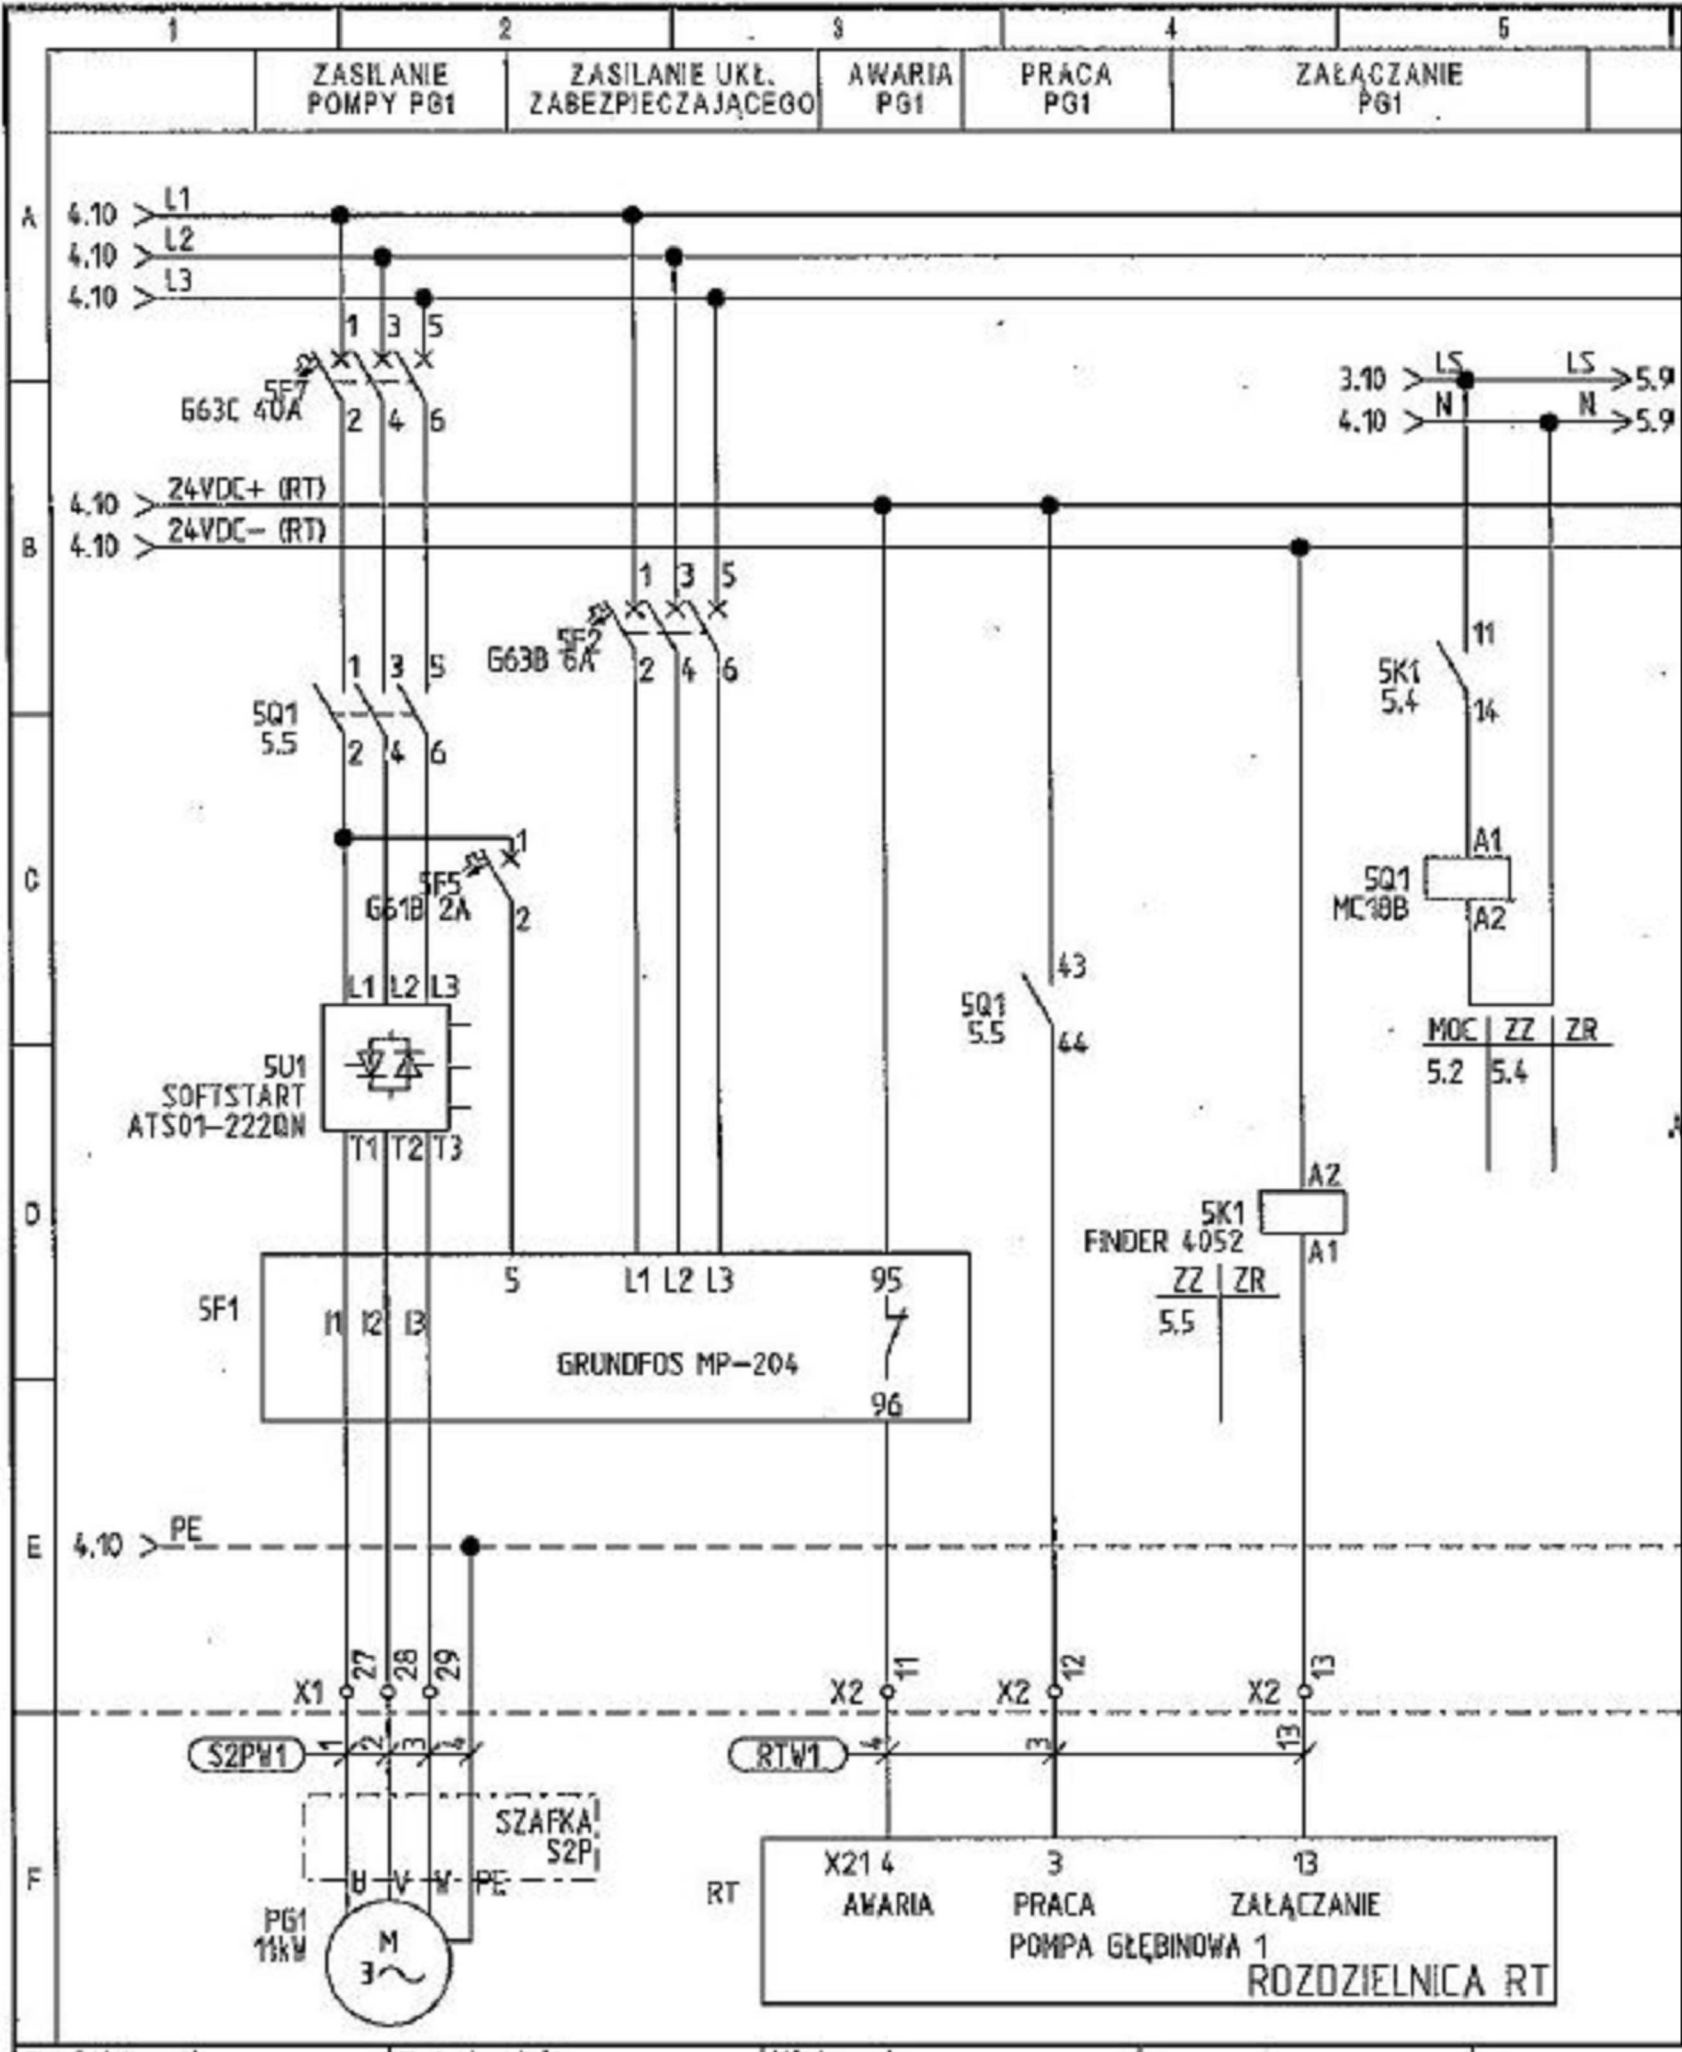 1 2 3 4 5
ZASILANIE
POMPY PG1
ZASILANIE UKŁ.
ZABEZPIECZAJĄCEGO
AWARIA
PG1
PRACA
PG1
ZAŁĄCZANIE
PG1
A
4.10 L1
4.10 L2
4.10 L3
1 3 5
5F7
G63C 40A
2 4 6
3.10 LS LS 5.9
4.10 N N 5.9
4.10 24VDC+ (RT)
B
4.10 24VDC- (RT)
1 3 5
5F2
G63B 6A
2 4 6
11
5K1
5.4
14
1 3 5
5Q1
5.5
2 4 6
1
5F5
G61B 2A
2
C
A1
5Q1
A2
43
5Q1
5.5
44
MOC ZZ ZR
5.2 5.4
L1 L2 L3
5U1
SOFTSTART
T1 T2 T3
D
A2
5K1
FINDER 4052
A1
ZZ ZR
5.5
5F1
S L1 L2 L3 95
I1 I2 I3
GRUNDFOS MP-204
96
E
4.10 PE
X1 27 28 29
X2 11
X2 12
X2 13
S2PW1 1 2 3 4
RTW1 4 3 13
SZAFKA
S2P
F
U V W PE
PG1
11kW
M
3~
RT
X21 4 3 13
AWARIA PRACA ZAŁĄCZANIE
POMPA GŁĘBINOWA 1
ROZDZIELNICA RT